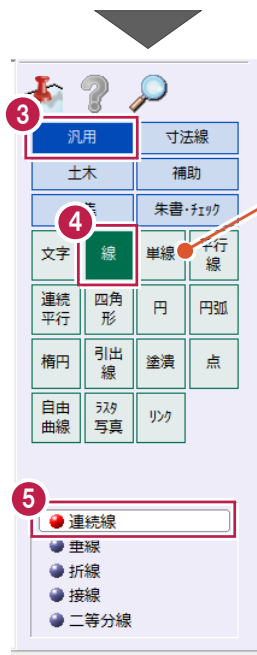 3
汎用 寸法線
土木 補助
朱書・ﾁｪｯｸ
4
文字 線 単線 平行
線
連続
平行 四角
形 円 円弧
楕円 引出
線 塗潰 点
自由
曲線 ﾗｽﾀ
写真 ﾘﾝｸ
5
連続線
垂線
折線
接線
二等分線